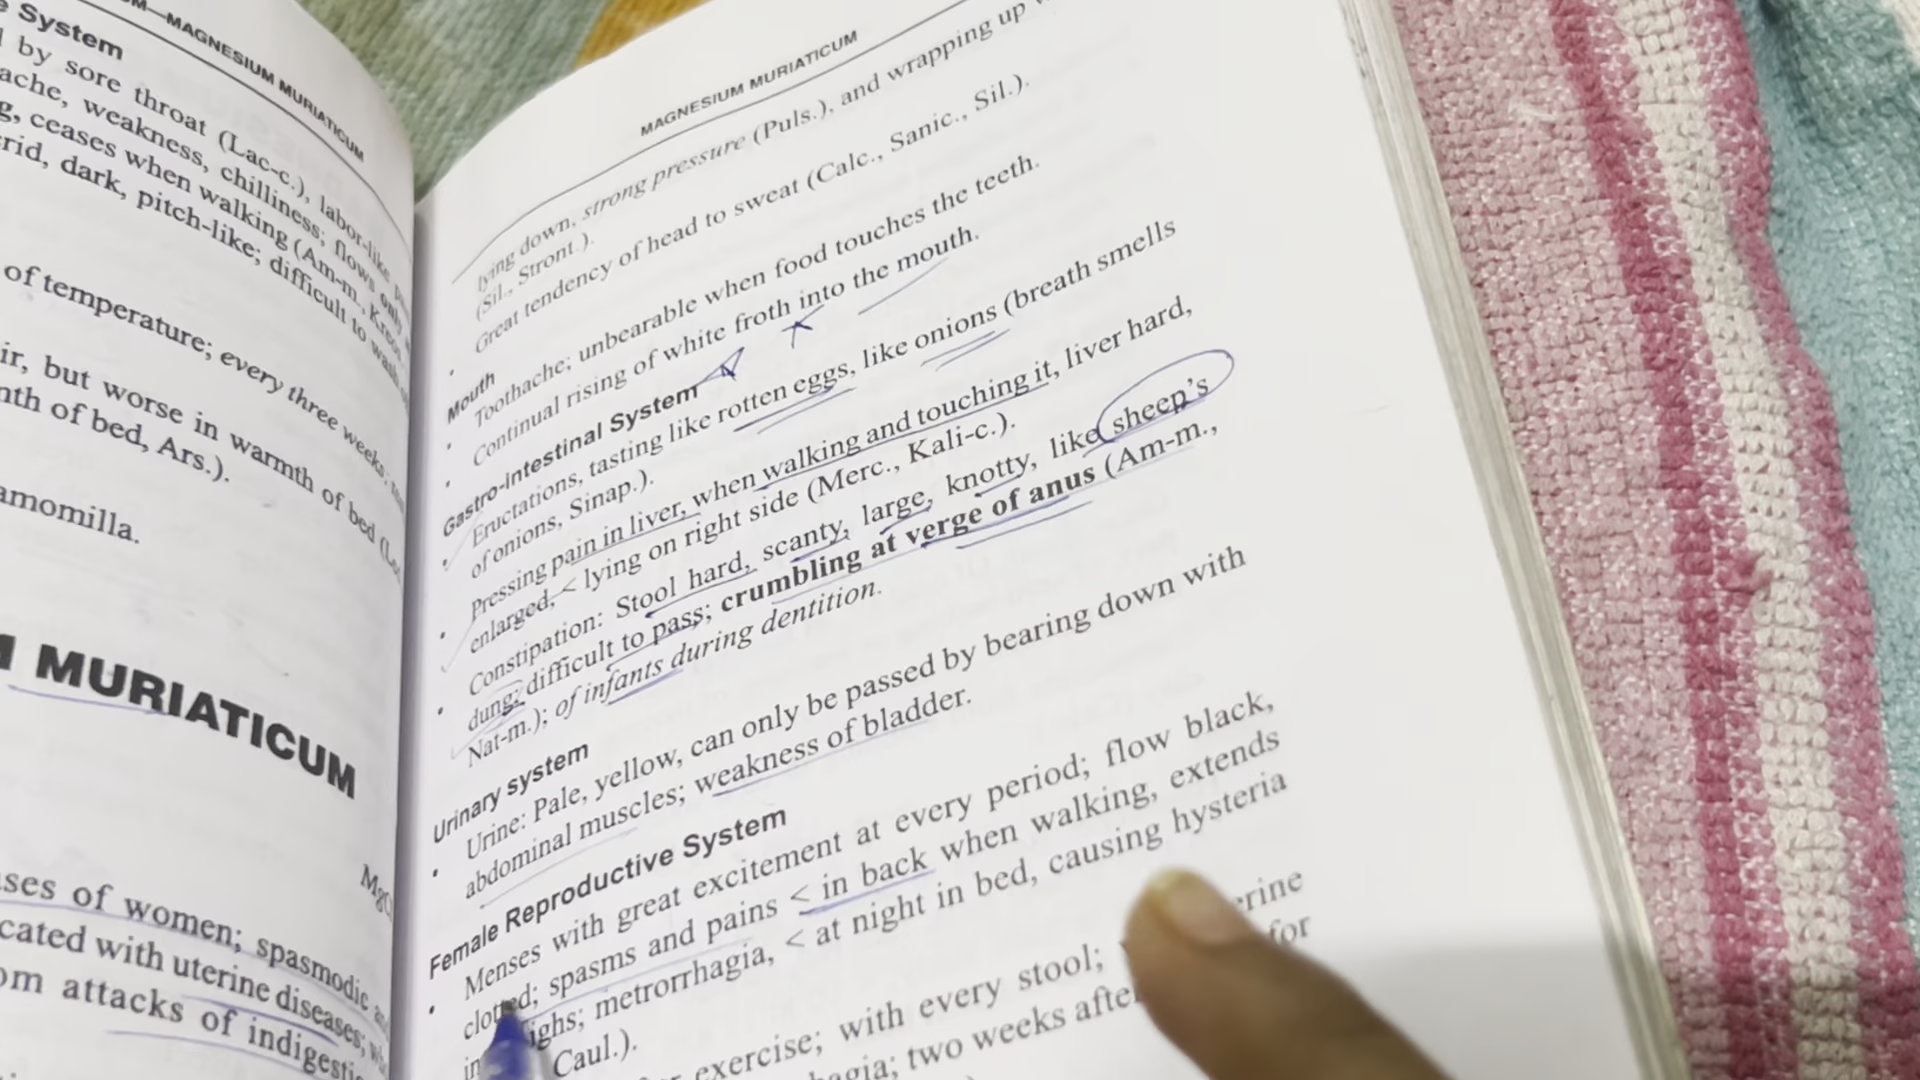 MAGNESIUM MURIATICUM
e System
by sore throat (Lac-c.), labor-like
ache, weakness, chilliness; flows only
g, ceases when walking (Am-m., Kreos
rid, dark, pitch-like; difficult to wash
of temperature; every three weeks;
ir, but worse in warmth of bed
nth of bed, Ars.).
amomilla.
MURIATICUM
ses of women; spasmodic
cated with uterine diseases;
om attacks of indigesti
MAGNESIUM MURIATICUM
lying down, strong pressure (Puls.), and wrapping up
(Sil., Stront.).
Great tendency of head to sweat (Calc., Sanic., Sil.).
Mouth
• Toothache; unbearable when food touches the teeth.
• Continual rising of white froth into the mouth.
Gastro-intestinal System
• Eructations, tasting like rotten eggs, like onions (breath smells
of onions, Sinap.).
• Pressing pain in liver, when walking and touching it, liver hard,
enlarged, < lying on right side (Merc., Kali-c.).
• Constipation: Stool hard, scanty, large, knotty, like sheep's
dung; difficult to pass; crumbling at verge of anus (Am-m.,
Nat-m.); of infants during dentition.
Urinary system
• Urine: Pale, yellow, can only be passed by bearing down with
abdominal muscles; weakness of bladder.
Female Reproductive System
• Menses with great excitement at every period; flow black,
clotted; spasms and pains < in back when walking, extends
ighs; metrorrhagia, < at night in bed, causing hysteria
Caul.).
exercise; with every stool; erine
hagia; two weeks after for